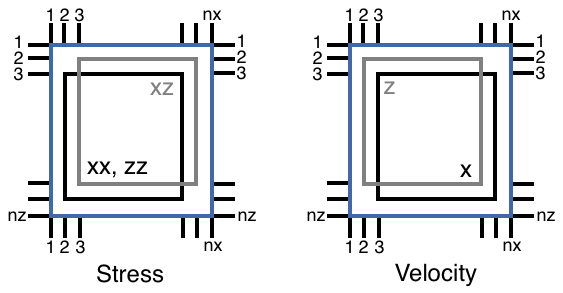 1 2 3 nx
1 1
2 2
3 3
xz
xx, zz
nz nz
1 2 3 nx
Stress
1 2 3 nx
1 1
2 2
3 3
z
x
nz nz
1 2 3 nx
Velocity